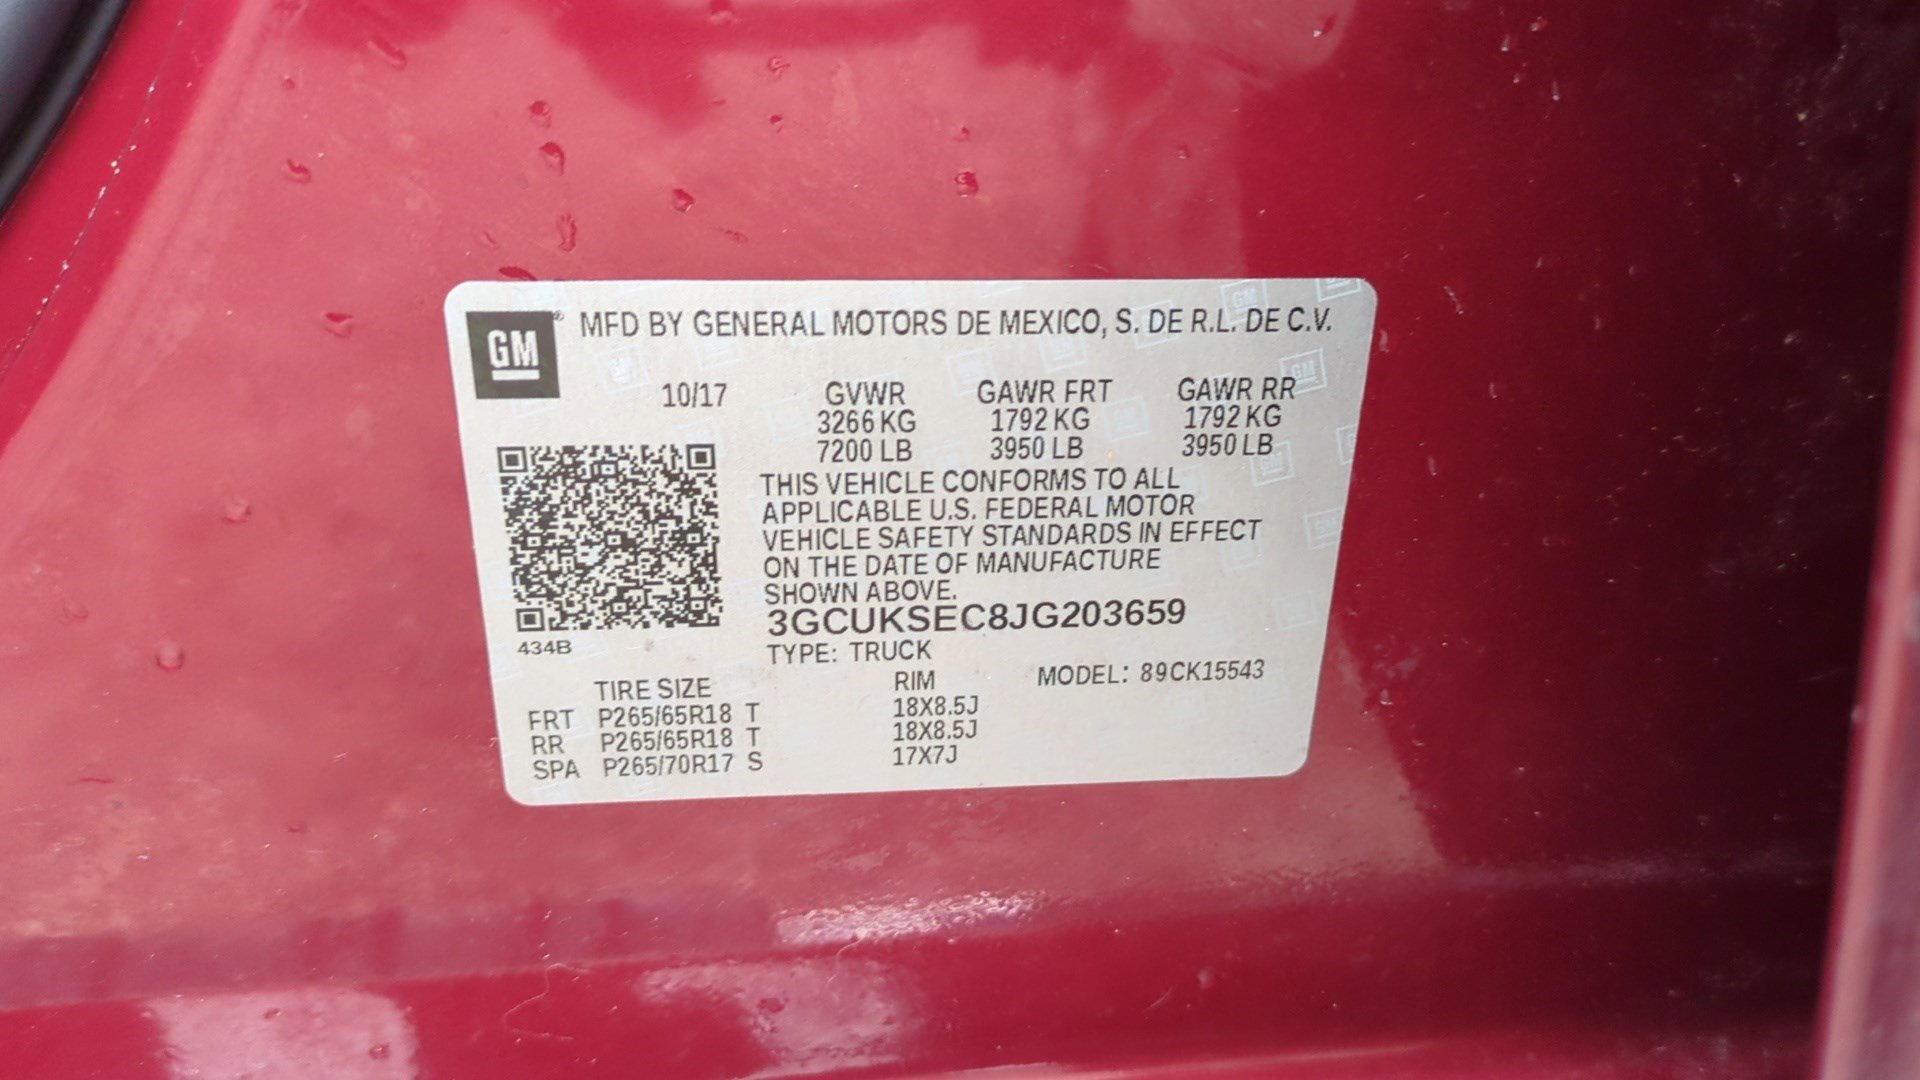 GM® MFD BY GENERAL MOTORS DE MEXICO, S. DE R.L. DE C.V.
10/17 GVWR GAWR FRT GAWR RR
3266 KG 1792 KG 1792 KG
7200 LB 3950 LB 3950 LB
THIS VEHICLE CONFORMS TO ALL
APPLICABLE U.S. FEDERAL MOTOR
VEHICLE SAFETY STANDARDS IN EFFECT
ON THE DATE OF MANUFACTURE
SHOWN ABOVE.
3GCUKSEC8JG203659
434B
TYPE: TRUCK
MODEL: 89CK15543
TIRE SIZE RIM
FRT P265/65R18 T 18X8.5J
RR P265/65R18 T 18X8.5J
SPA P265/70R17 S 17X7J